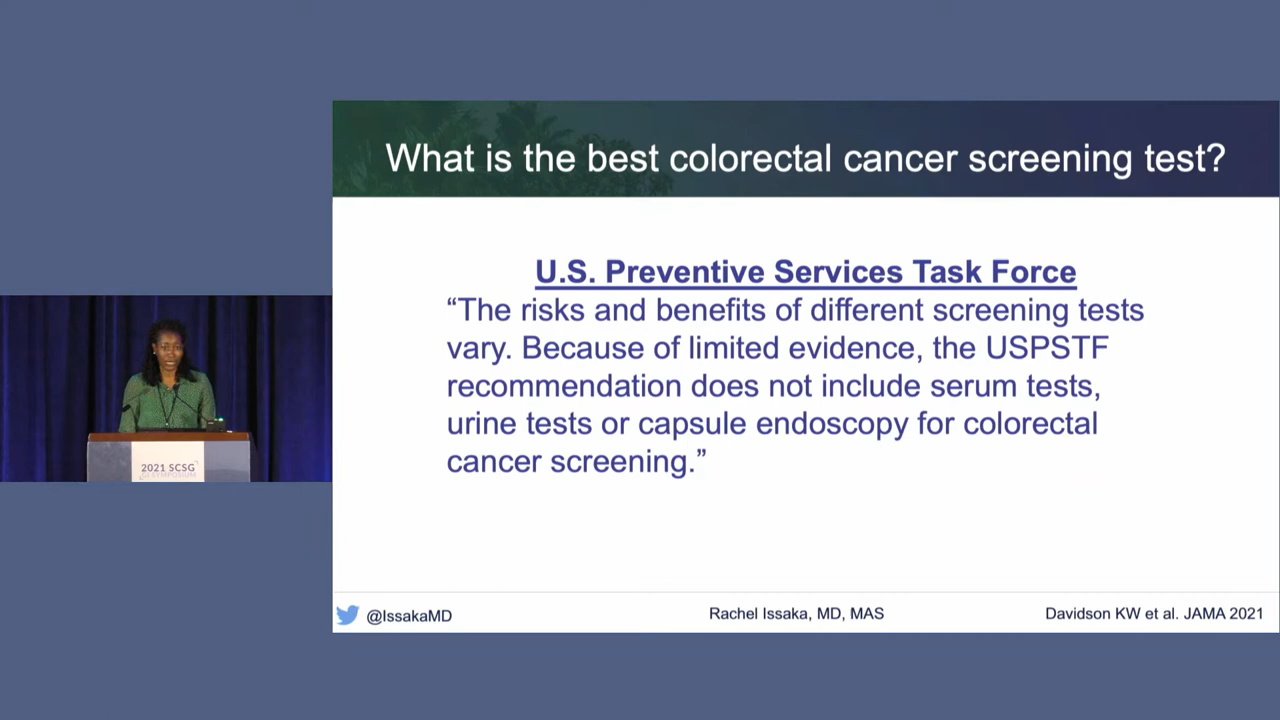 What is the best colorectal cancer screening test?
U.S. Preventive Services Task Force
“The risks and benefits of different screening tests
vary. Because of limited evidence, the USPSTF
recommendation does not include serum tests,
urine tests or capsule endoscopy for colorectal
cancer screening.”
2021 SCSG
GI SYMPOSIUM
@IssakaMD
Rachel Issaka, MD, MAS
Davidson KW et al. JAMA 2021